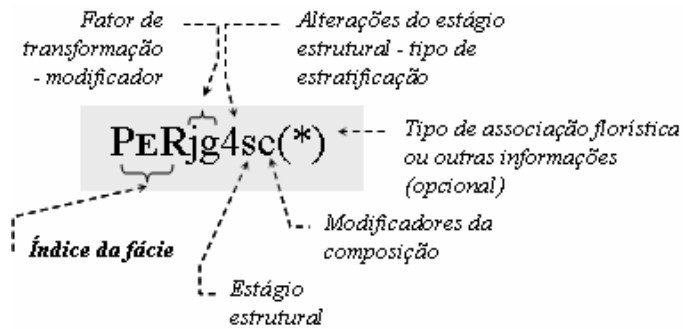 Fator de
transformação
- modificador
Alterações do estágio
estrutural - tipo de
estratificação
PERjg4sc(*)
Tipo de associação florística
ou outras informações
(opcional)
Índice da fácie
Modificadores da
composição
Estágio
estrutural